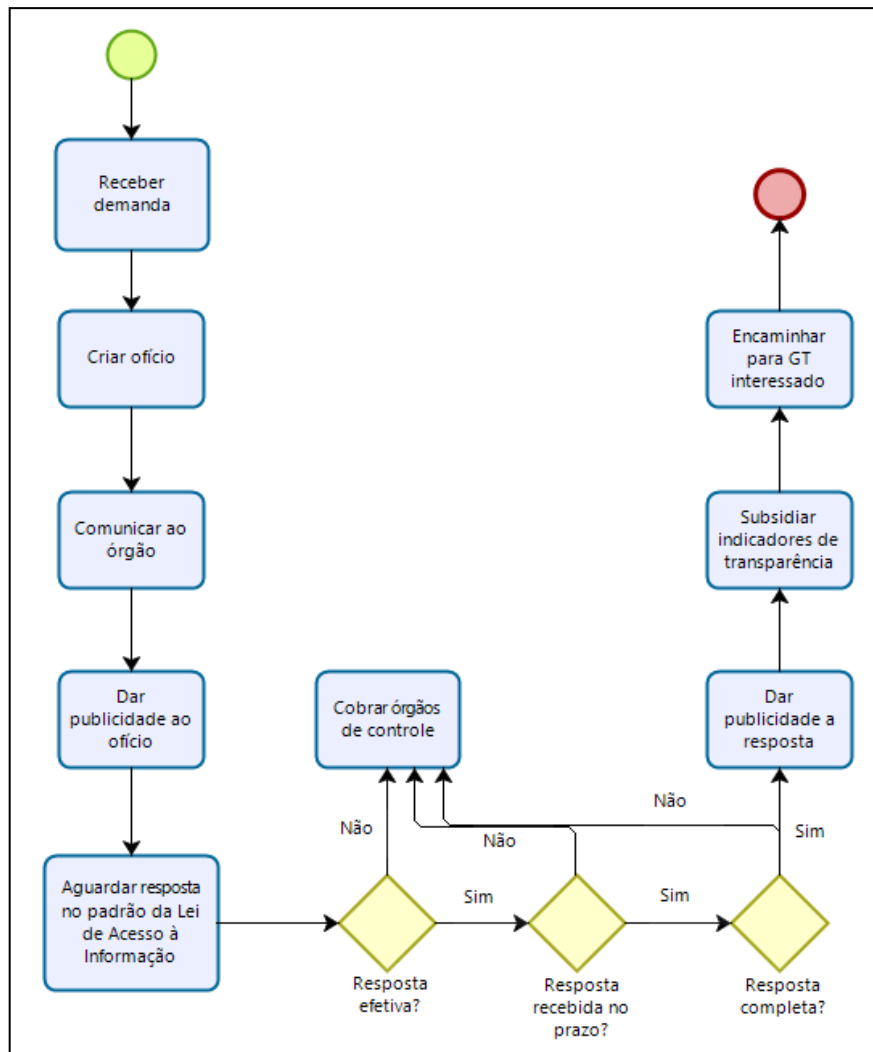 Receber
demanda
Criar ofício
Comunicar ao
órgão
Dar
publicidade ao
ofício
Aguardar resposta
no padrão da Lei
de Acesso à
Informação
Resposta
efetiva?
Não
Sim
Cobrar órgãos
de controle
Resposta
recebida no
prazo?
Não
Sim
Resposta
completa?
Não
Sim
Dar
publicidade a
resposta
Subsidiar
indicadores de
transparência
Encaminhar
para GT
interessado